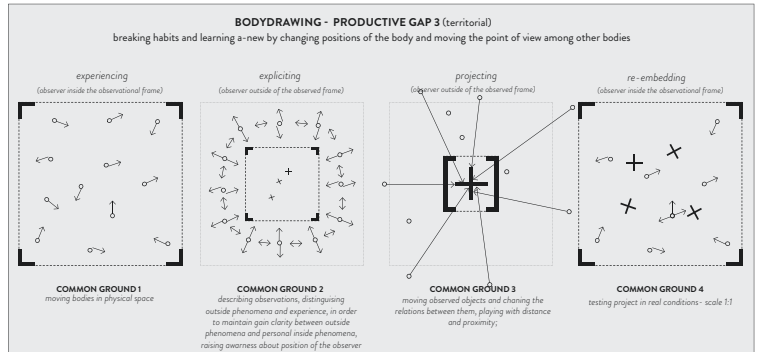 BODYDRAWING - PRODUCTIVE GAP 3 (territorial)
breaking habits and learning a-new by changing positions of the body and moving the point of view among other bodies
experiencing
(observer inside the observational frame)
expliciting
(observer outside of the observed frame)
projecting
(observer outside of the observed frame)
re-embedding
(observer inside the observational frame)
COMMON GROUND 1
moving bodies in physical space
COMMON GROUND 2
describing observations, distinguising
outside phenomena and experience, in order
to maintain gain clarity between outside
phenomena and personal inside phenomena,
raising awarness about position of the observer
COMMON GROUND 3
moving observed objects and chaning the
relations between them, playing with distance
and proximity;
COMMON GROUND 4
testing project in real conditions- scale 1:1